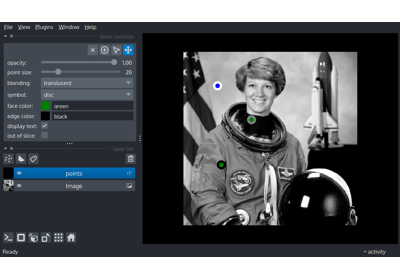 File View Plugins Window Help
layer controls
opacity: 1.00
point size: 20
blending: translucent
symbol: disc
face color: green
edge color: black
display text: ✓
out of slice:
layer list
points
Image
Ready
activity